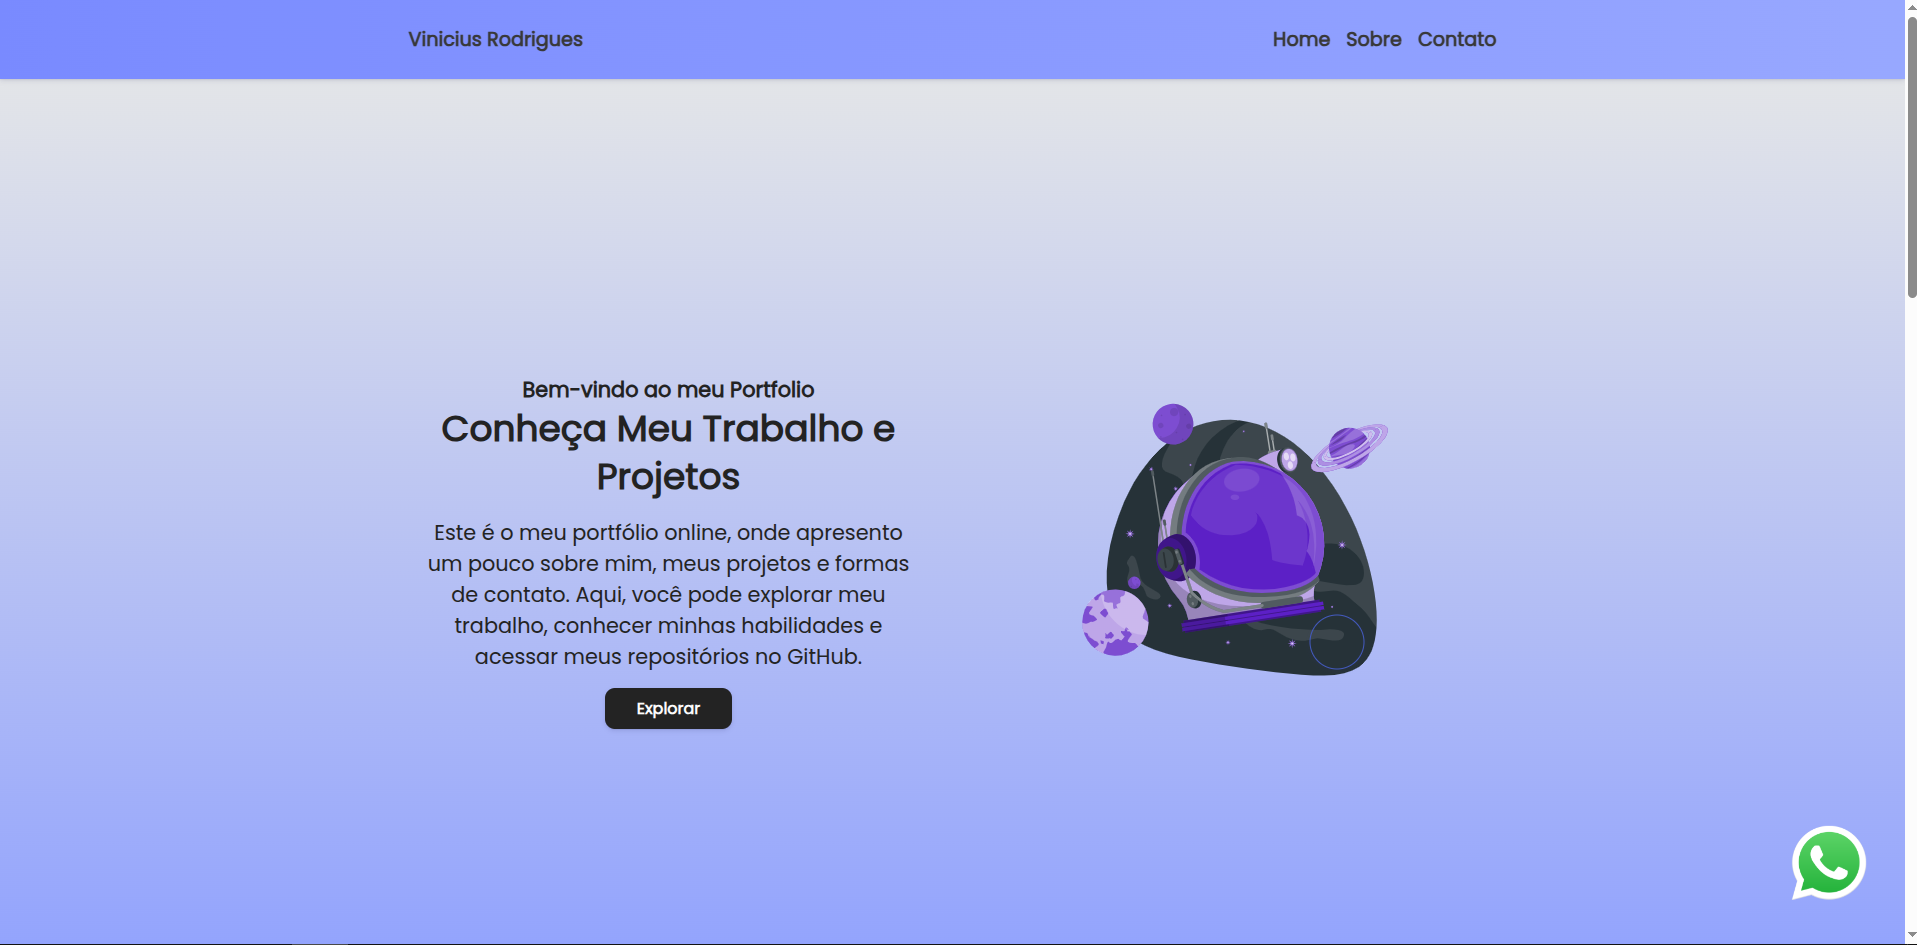 Vinicius Rodrigues
Home Sobre Contato
Bem-vindo ao meu Portfolio
Conheça Meu Trabalho e
Projetos
Este é o meu portfólio online, onde apresento
um pouco sobre mim, meus projetos e formas
de contato. Aqui, você pode explorar meu
trabalho, conhecer minhas habilidades e
acessar meus repositórios no GitHub.
Explorar